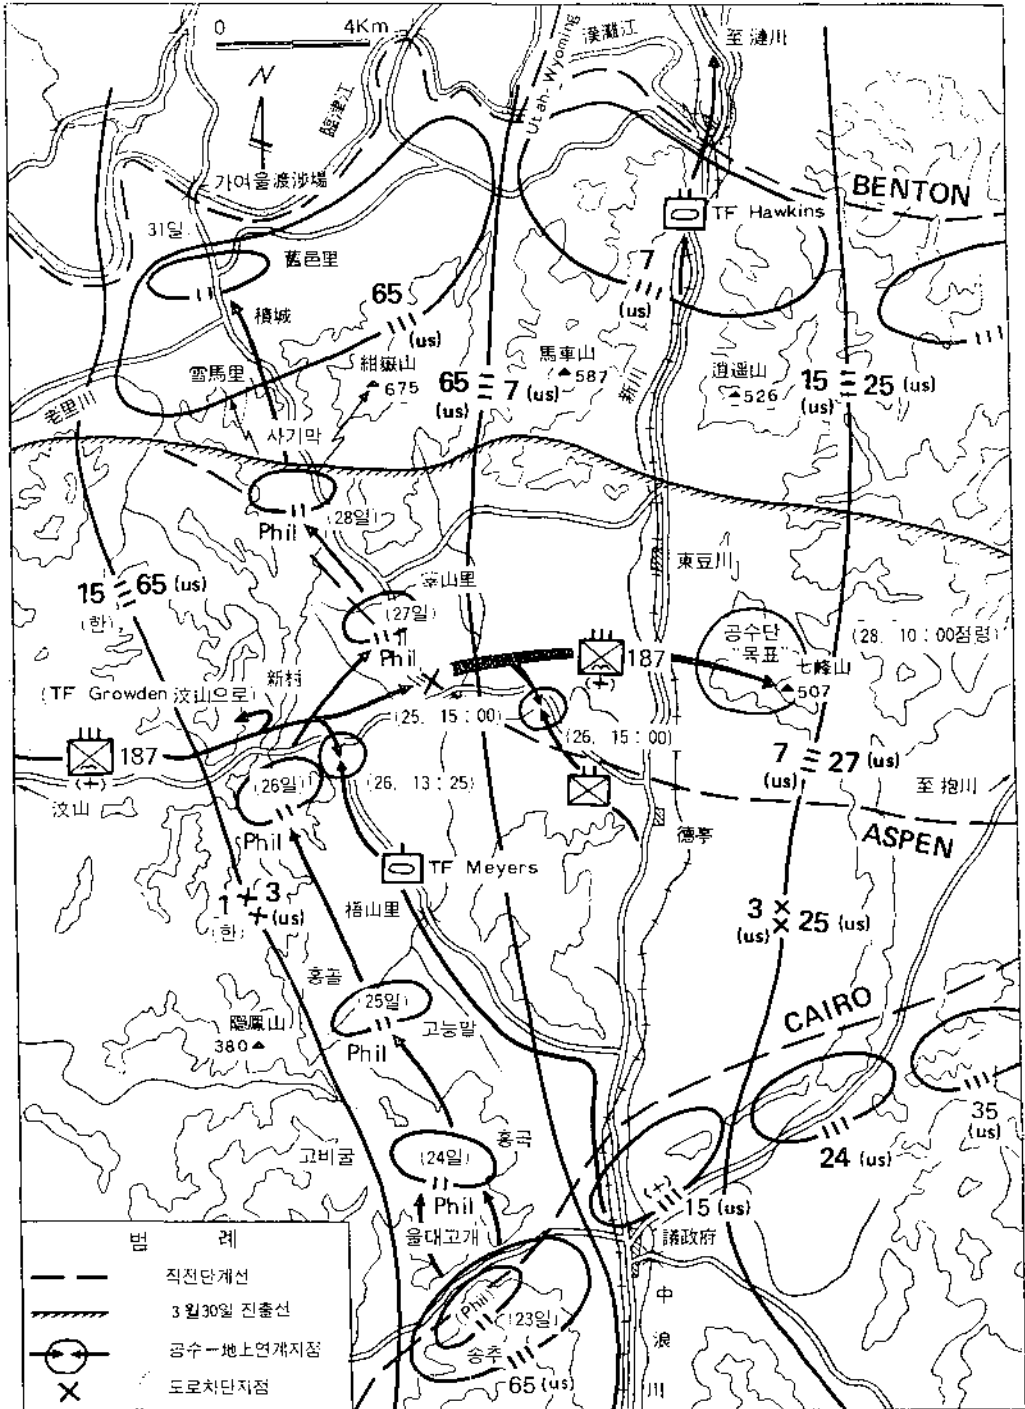 0 4Km
N
漢灘江
至 漣川
Utah-Wyoming
臨津江
가여울渡涉場
BENTON
TF Hawkins
31일
舊邑里
7
(us)
65
(us)
積城
馬車山
587
紺嶽山
675
雪馬里
65
(us)
7 (us)
新川
逍遥山
526
15
(us)
25 (us)
老里川
사기막
Phil
(28일)
東豆川
15
(한)
65 (us)
(27일)
Phil
187
(+)
공수단
목표
(28. 10:00점령)
七峰山
507
新村
(TF Growden 汶山으로)
(25. 15:00)
(26. 15:00)
187
(+)
汶山
(26일)
(26. 13:25)
Phil
7
(us)
27 (us)
至 抱川
ASPEN
德亭
TF Meyers
梧山里
1
(한)
3
(us)
3
(us)
25 (us)
홍골
(25일)
고능말
Phil
隠鳳山
380
CAIRO
35
(us)
24 (us)
고비골
홍국
(24일)
Phil
울대고개
(+)
15 (us)
議政府
中
浪
川
(Phil)
(23일)
송추
65 (us)
범 례
작전단계선
3월30일 진출선
공수-地上연계지점
도로차단지점